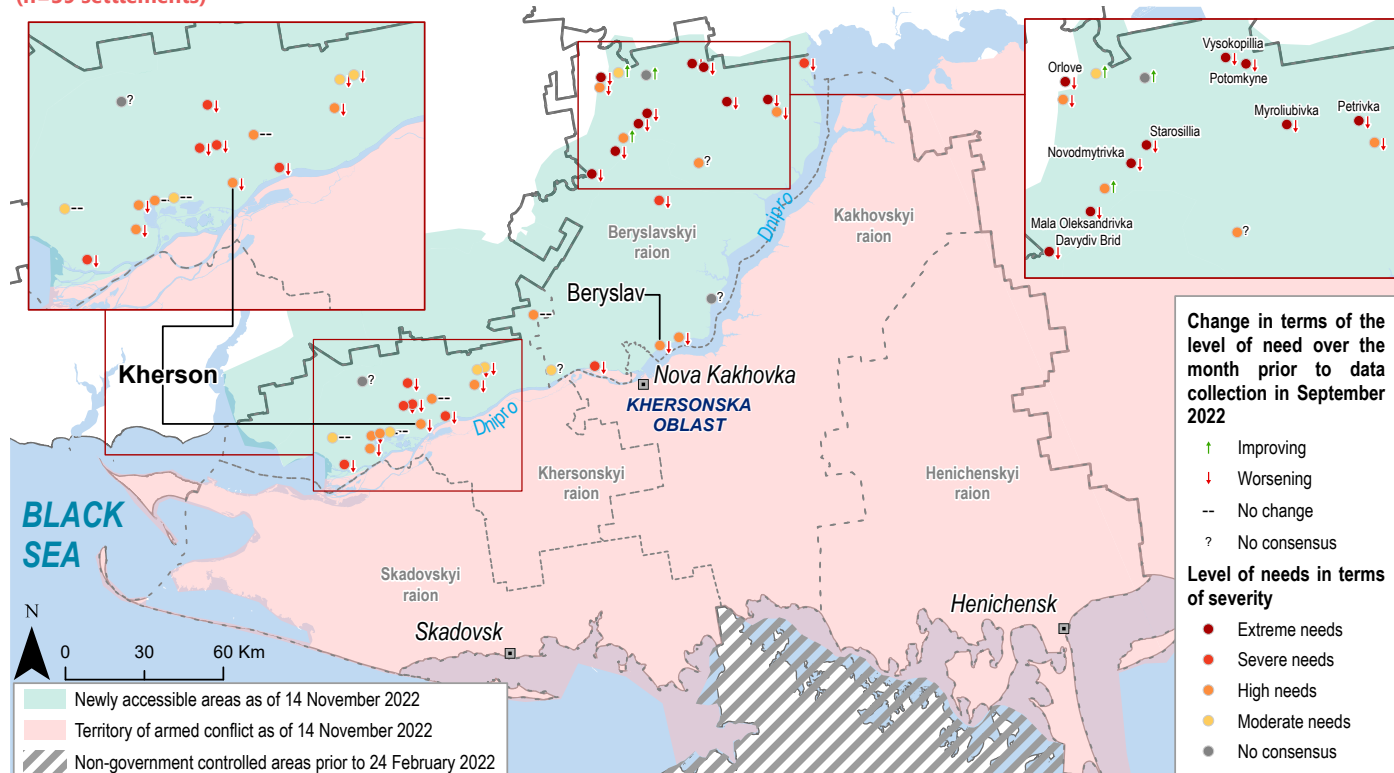 (n=39 settlements)
?
--
--
--
--
Orlove
Vysokopillia
Potomkyne
Myroliubivka
Petrivka
Starosillia
Novodmytrivka
Mala Oleksandrivka
Davydiv Brid
?
?
Beryslavskyi
raion
Kakhovskyi
raion
Dnipro
Beryslav
?
--
?
?
--
--
--
Kherson
Nova Kakhovka
KHERSONSKA
OBLAST
Dnipro
Khersonskyi
raion
Henichenskyi
raion
BLACK
SEA
Skadovskyi
raion
Skadovsk
Henichensk
N
0 30 60 Km
Newly accessible areas as of 14 November 2022
Territory of armed conflict as of 14 November 2022
Non-government controlled areas prior to 24 February 2022
Change in terms of the
level of need over the
month prior to data
collection in September
2022
↑ Improving
↓ Worsening
-- No change
? No consensus
Level of needs in terms
of severity
Extreme needs
Severe needs
High needs
Moderate needs
No consensus